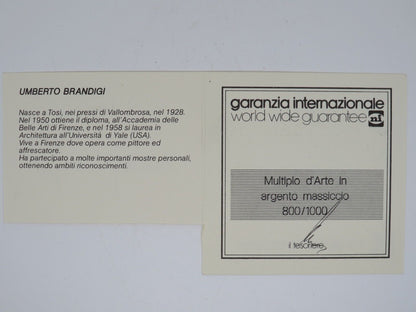 UMBERTO BRANDIGI
Nasce a Tosi, nei pressi di Vallombrosa, nel 1928.
Nel 1950 ottiene il diploma, all'Accademia delle
Belle Arti di Firenze, e nel 1958 si laurea in
Architettura all'Università di Yale (USA).
Vive a Firenze dove opera come pittore ed
affrescatore.
Ha partecipato a molte importanti mostre personali,
ottenendo ambiti riconoscimenti.
garanzia internazionale
world wide guarantee
Multiplo d'Arte in
argento massiccio
800/1000
il tesoriere